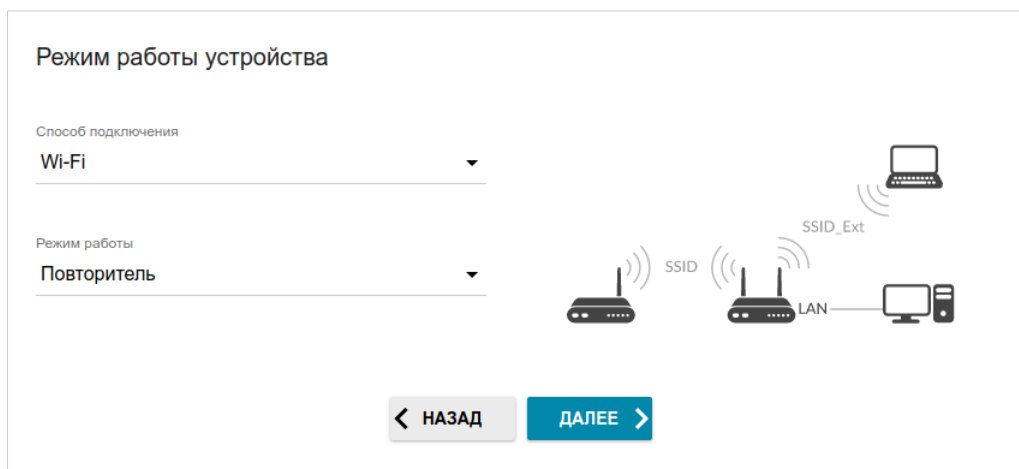 Режим работы устройства
Способ подключения
Wi-Fi
Режим работы
Повторитель
SSID
SSID_Ext
LAN
НАЗАД
ДАЛЕЕ